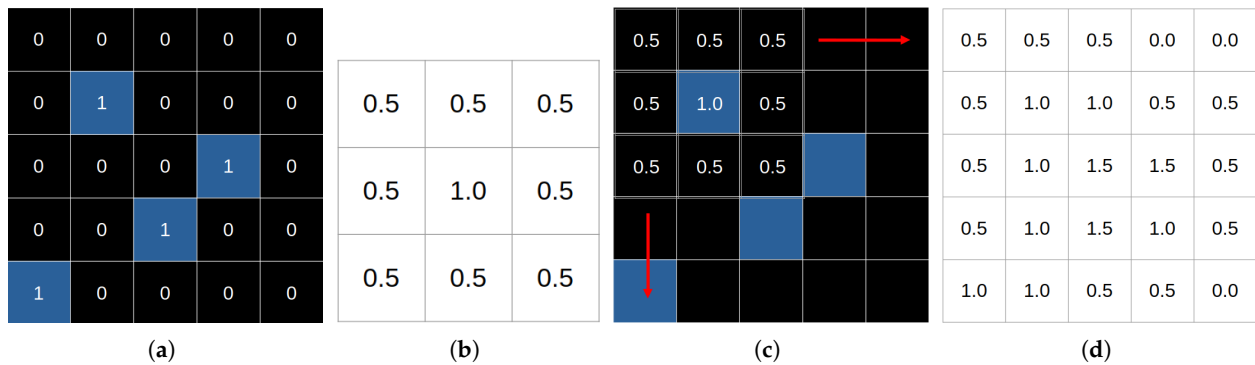 0 0 0 0 0
0 1 0 0 0
0 0 0 1 0
0 0 1 0 0
1 0 0 0 0
(a)
0.5 0.5 0.5
0.5 1.0 0.5
0.5 0.5 0.5
(b)
0.5 0.5 0.5
0.5 1.0 0.5
0.5 0.5 0.5
(c)
0.5 0.5 0.5 0.0 0.0
0.5 1.0 1.0 0.5 0.5
0.5 1.0 1.5 1.5 0.5
0.5 1.0 1.5 1.0 0.5
1.0 1.0 0.5 0.5 0.0
(d)